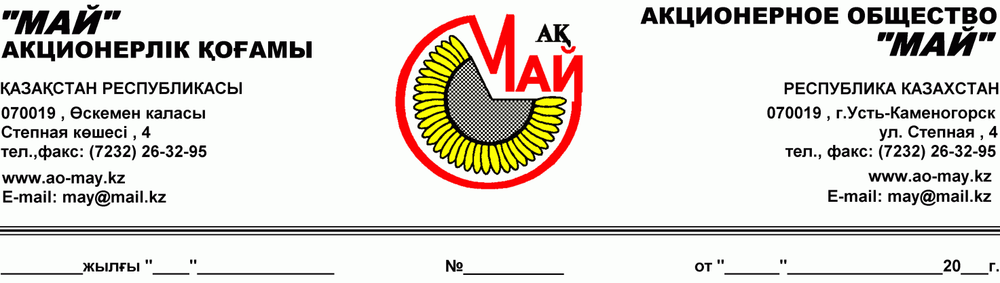 "МАЙ"
АКЦИОНЕРЛІК ҚОҒАМЫ
ҚАЗАҚСТАН РЕСПУБЛИКАСЫ
070019 , Өскемен каласы
Степная көшесі , 4
тел.,факс: (7232) 26-32-95
www.ao-may.kz
E-mail: may@mail.kz
АҚ
МАЙ
АКЦИОНЕРНОЕ ОБЩЕСТВО
"МАЙ"
РЕСПУБЛИКА КАЗАХСТАН
070019 , г.Усть-Каменогорск
ул. Степная , 4
тел., факс: (7232) 26-32-95
www.ao-may.kz
E-mail: may@mail.kz
_________жылғы "____"_______________ №___________ от "______"_________________20___г.